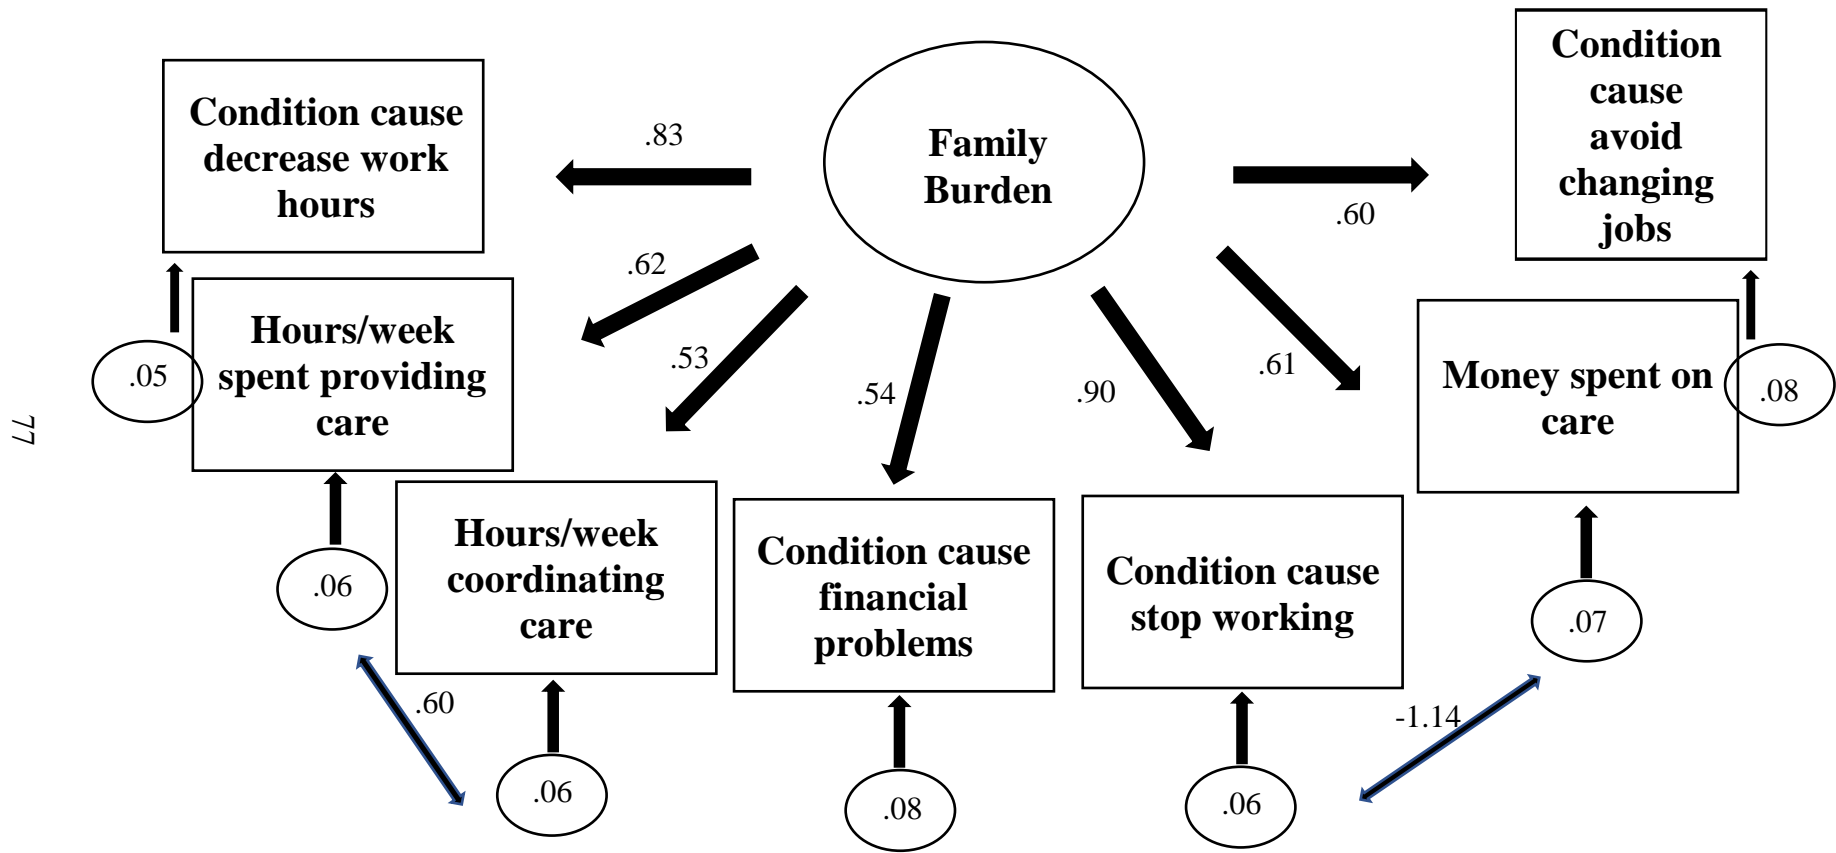 Condition cause
decrease work
hours
.83
Family
Burden
.60
Condition
cause
avoid
changing
jobs
.62
.53
.54
.90
.61
.05
Hours/week
spent providing
care
Money spent on
care
.08
77
Hours/week
coordinating
care
Condition cause
financial
problems
Condition cause
stop working
.06
.07
.60
-1.14
.06
.08
.06